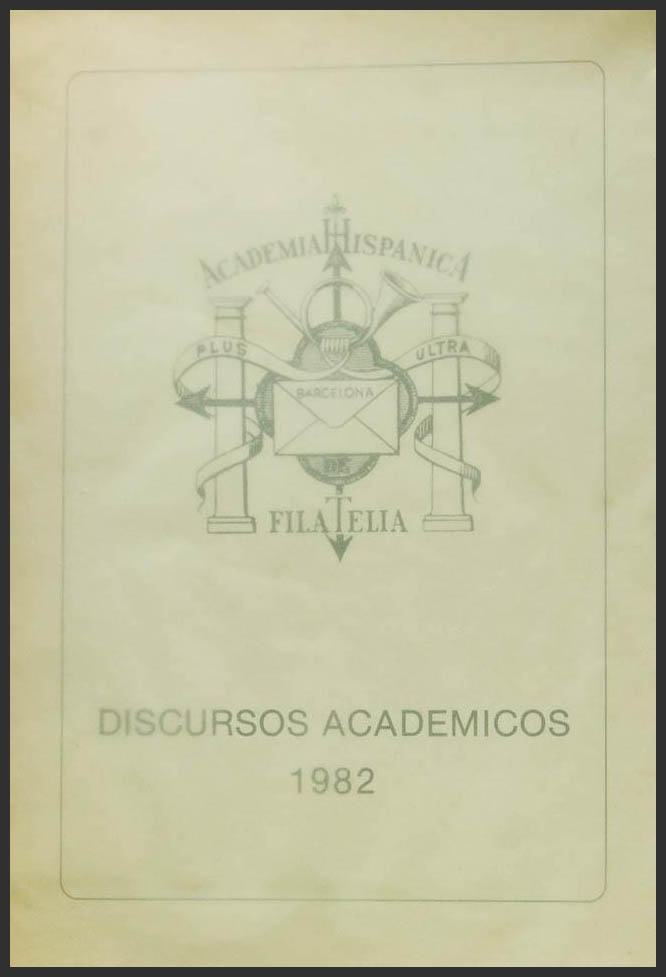 ACADEMIA HISPANICA
PLUS ULTRA
BARCELONA
DE
FILATELIA
DISCURSOS ACADEMICOS
1982